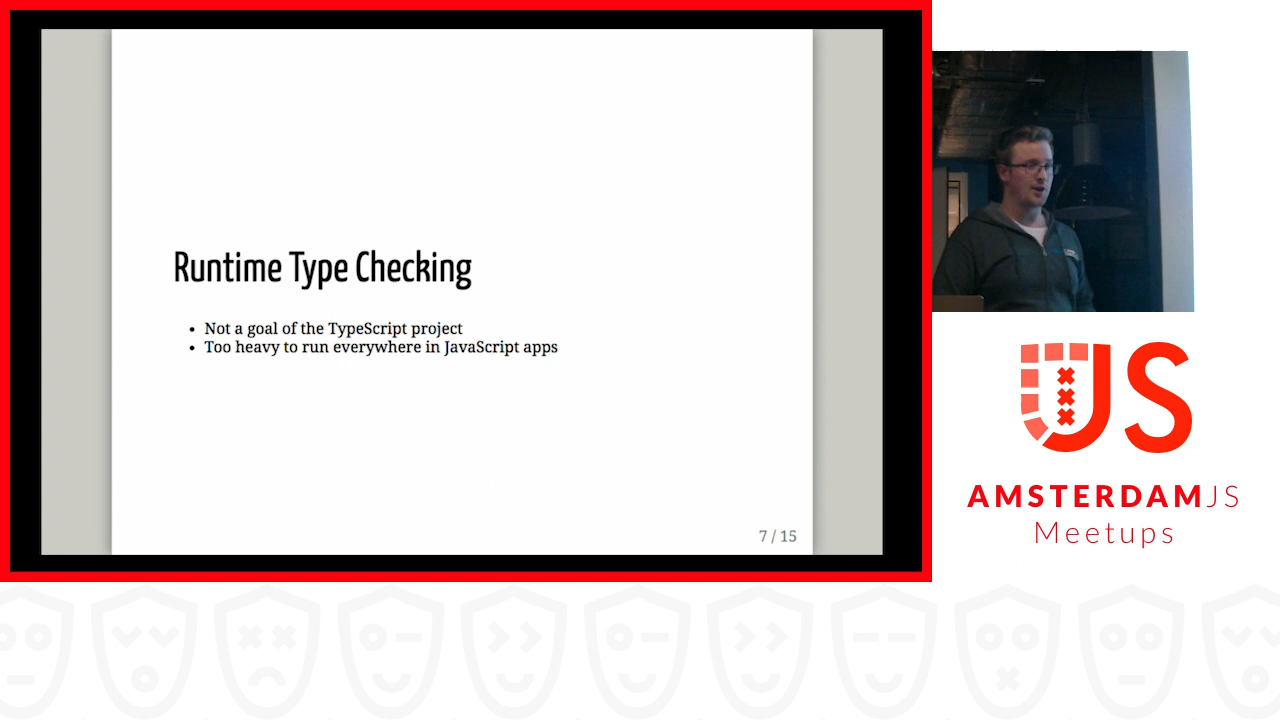 Runtime Type Checking
• Not a goal of the TypeScript project
• Too heavy to run everywhere in JavaScript apps
7 / 15
JS
AMSTERDAMJS
Meetups